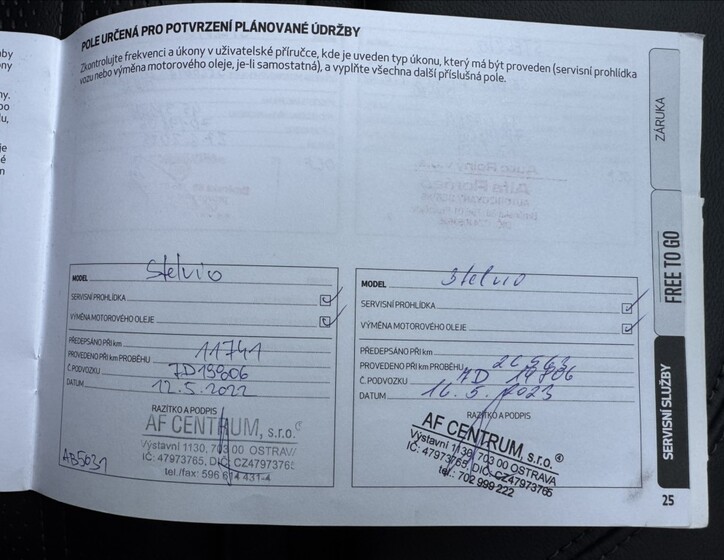 POLE URČENÁ PRO POTVRZENÍ PLÁNOVANÉ ÚDRŽBY
Zkontrolujte frekvenci a úkony v uživatelské příručce, kde je uveden typ úkonu, který má být proveden (servisní prohlídka
vozu nebo výměna motorového oleje, je-li samostatná), a vyplňte všechna další příslušná pole.
MODEL Stelvio
SERVISNÍ PROHLÍDKA
VÝMĚNA MOTOROVÉHO OLEJE
PŘEDEPSÁNO PŘI km
PROVEDENO PŘI km PROBĚHU 11741
Č. PODVOZKU 7D19806
DATUM 12.5.2022
RAZÍTKO A PODPIS
AF CENTRUM, s.r.o.
Výstavní 1130, 703 00 OSTRAVA
IČ: 47973765, DIČ: CZ47973765
tel./fax: 596 614 431-4
AB5031
MODEL Stelvio
SERVISNÍ PROHLÍDKA
VÝMĚNA MOTOROVÉHO OLEJE
PŘEDEPSÁNO PŘI km
PROVEDENO PŘI km PROBĚHU
Č. PODVOZKU 7D 19806
DATUM 16.5.2023
RAZÍTKO A PODPIS
AF CENTRUM, s.r.o.
Výstavní 1130, 703 00 OSTRAVA
IČ: 47973765, DIČ: CZ47973765
tel.: 702 999 222
ZÁRUKA
FREE TO GO
SERVISNÍ SLUŽBY
25